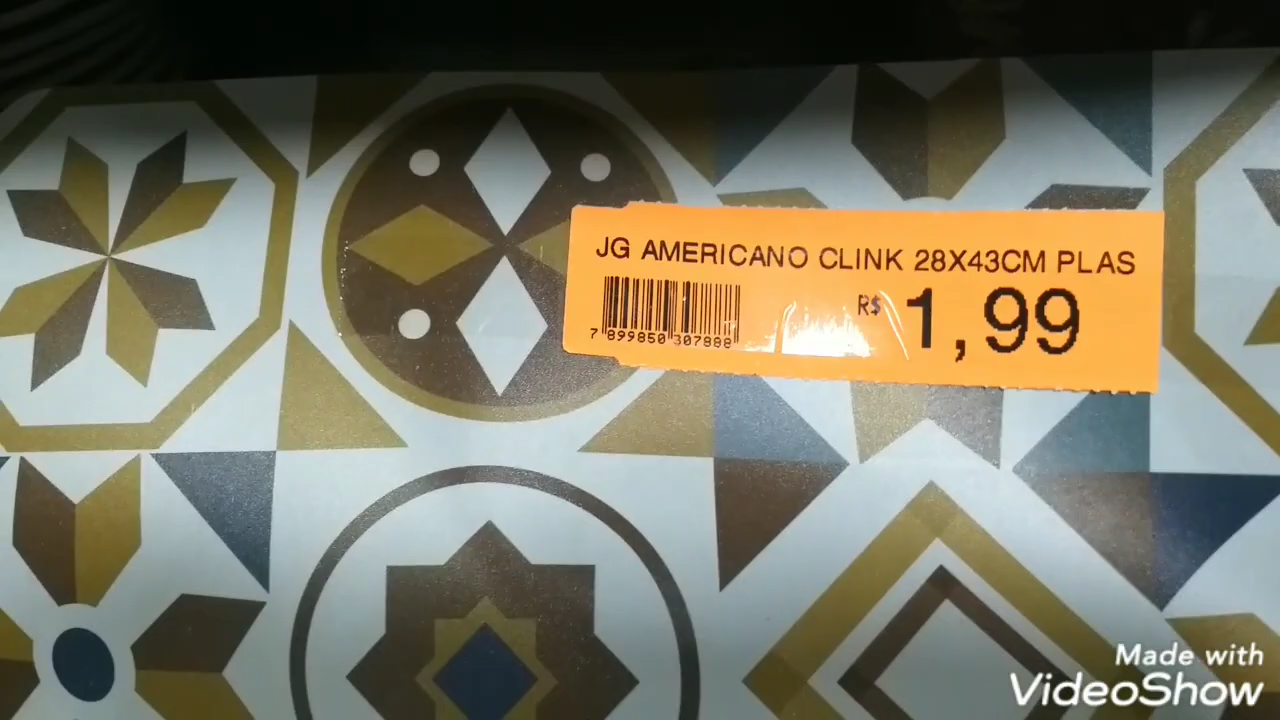 JG AMERICANO CLINK 28X43CM PLAS
R$ 1,99
7 899850 307888
Made with
VideoShow